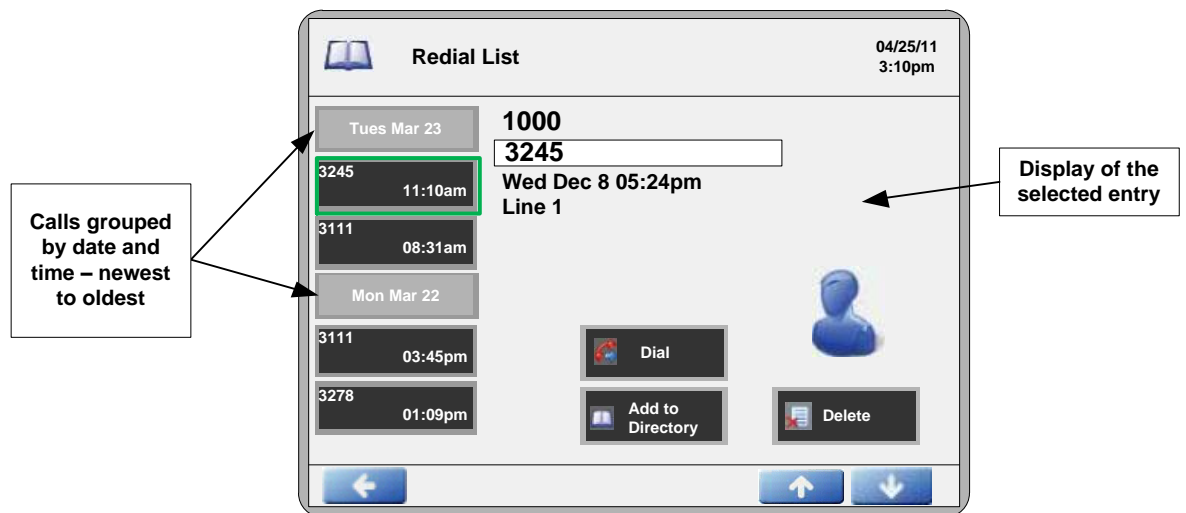 Redial List
04/25/11
3:10pm
Tues Mar 23
3245
11:10am
3111
08:31am
Mon Mar 22
3111
03:45pm
3278
01:09pm
1000
3245
Wed Dec 8 05:24pm
Line 1
Dial
Add to
Directory
Delete
Calls grouped
by date and
time – newest
to oldest
Display of the
selected entry